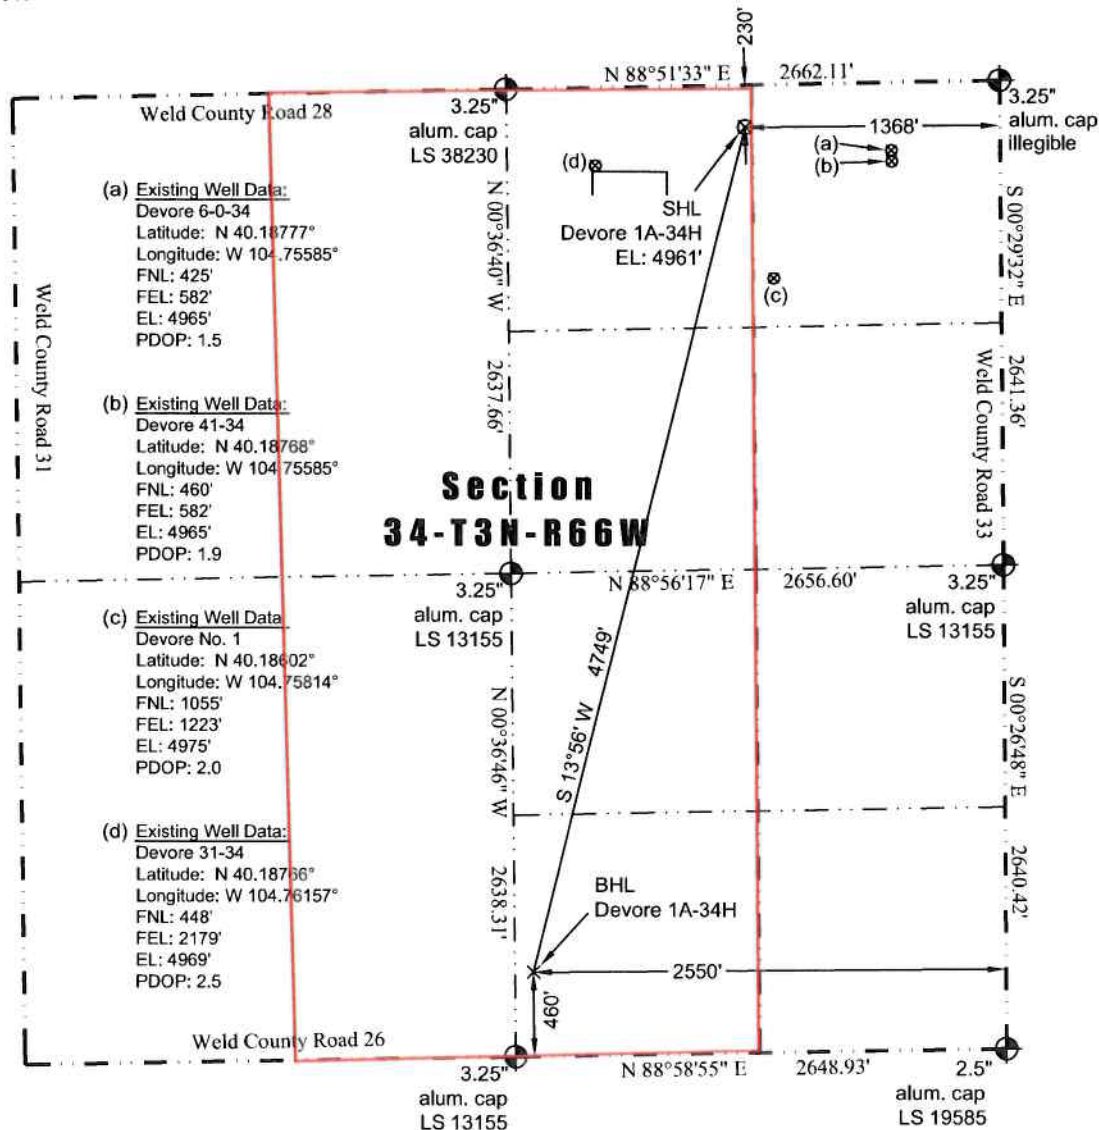 230'
N 88°51'33" E 2662.11'
Weld County Road 28
3.25"
alum. cap
LS 38230
3.25"
alum. cap
illegible
1368'
(a)
(b)
(d)
SHL
Devore 1A-34H
EL: 4961'
(c)
N 00°36'40" W 2637.66'
S 00°29'32" E 2641.36'
Weld County Road 31
Weld County Road 33
(a) Existing Well Data:
Devore 6-0-34
Latitude: N 40.18777°
Longitude: W 104.75585°
FNL: 425'
FEL: 582'
EL: 4965'
PDOP: 1.5
(b) Existing Well Data:
Devore 41-34
Latitude: N 40.18768°
Longitude: W 104.75585°
FNL: 460'
FEL: 582'
EL: 4965'
PDOP: 1.9
Section
34-T3N-R66W
3.25"
alum. cap
LS 13155
N 88°56'17" E 2656.60'
3.25"
alum. cap
LS 13155
(c) Existing Well Data:
Devore No. 1
Latitude: N 40.18602°
Longitude: W 104.75814°
FNL: 1055'
FEL: 1223'
EL: 4975'
PDOP: 2.0
S 13°56' W 4749'
N 00°36'46" W 2638.31'
S 00°26'48" E 2640.42'
(d) Existing Well Data:
Devore 31-34
Latitude: N 40.18766°
Longitude: W 104.76157°
FNL: 448'
FEL: 2179'
EL: 4969'
PDOP: 2.5
BHL
Devore 1A-34H
2550'
460'
Weld County Road 26
3.25"
alum. cap
LS 13155
N 88°58'55" E 2648.93'
2.5"
alum. cap
LS 19585